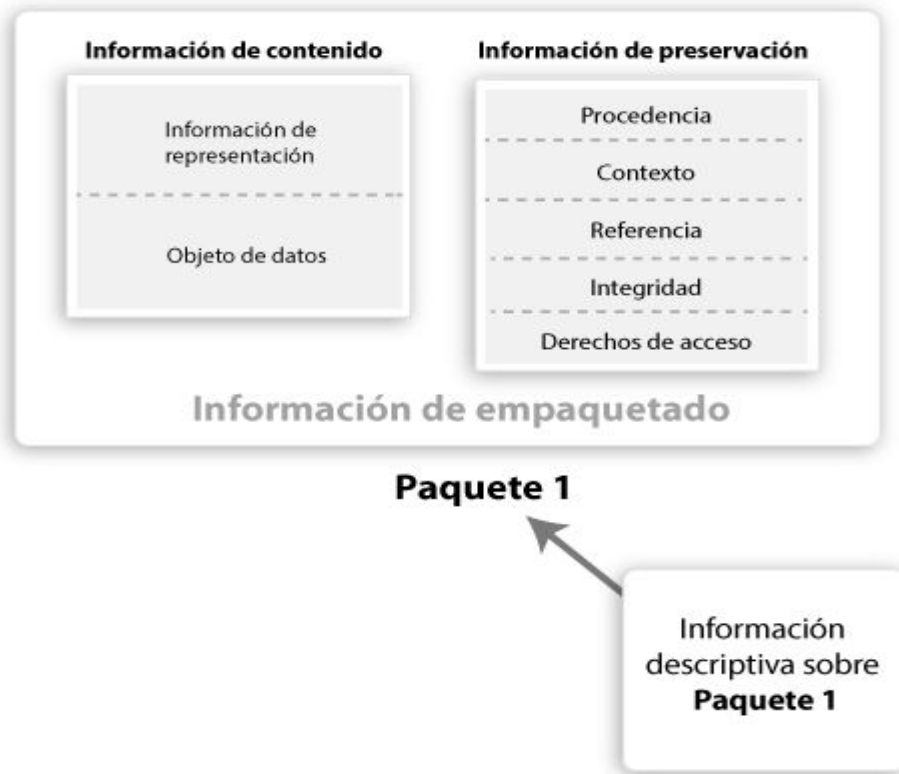 Información de contenido
Información de
representación
Objeto de datos
Información de preservación
Procedencia
Contexto
Referencia
Integridad
Derechos de acceso
Información de empaquetado
Paquete 1
Información
descriptiva sobre
Paquete 1